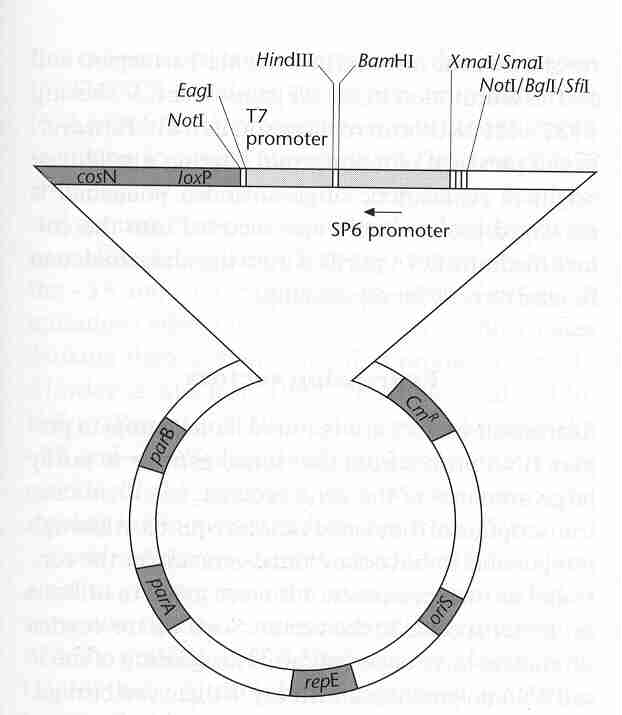 HindIII
BamHI
XmaI/SmaI
NotI/BglI/SfiI
EagI
NotI
T7
promoter
cosN
loxP
SP6 promoter
CmR
parB
parA
oriS
repE